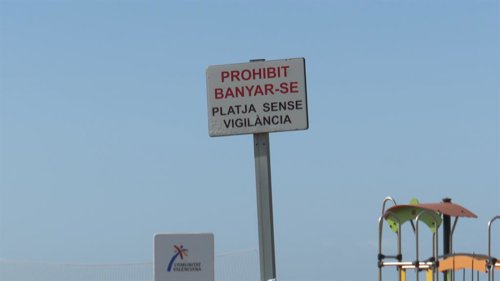 PROHIBIT
BANYAR-SE
PLATJA SENSE
VIGILÀNCIA
COMUNITAT
VALENCIANA